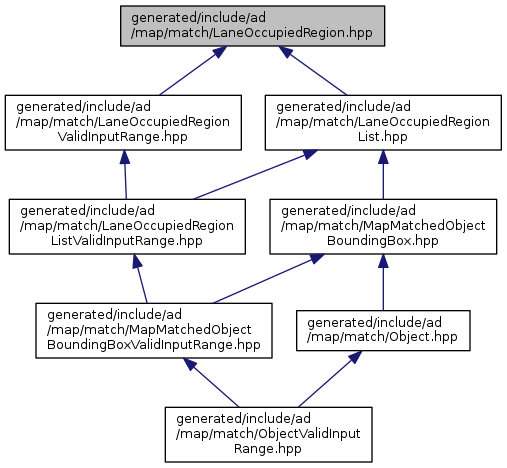 generated/include/ad
/map/match/LaneOccupiedRegion.hpp
generated/include/ad
/map/match/LaneOccupiedRegion
ValidInputRange.hpp
generated/include/ad
/map/match/LaneOccupiedRegion
List.hpp
generated/include/ad
/map/match/LaneOccupiedRegion
ListValidInputRange.hpp
generated/include/ad
/map/match/MapMatchedObject
BoundingBox.hpp
generated/include/ad
/map/match/MapMatchedObject
BoundingBoxValidInputRange.hpp
generated/include/ad
/map/match/Object.hpp
generated/include/ad
/map/match/ObjectValidInput
Range.hpp